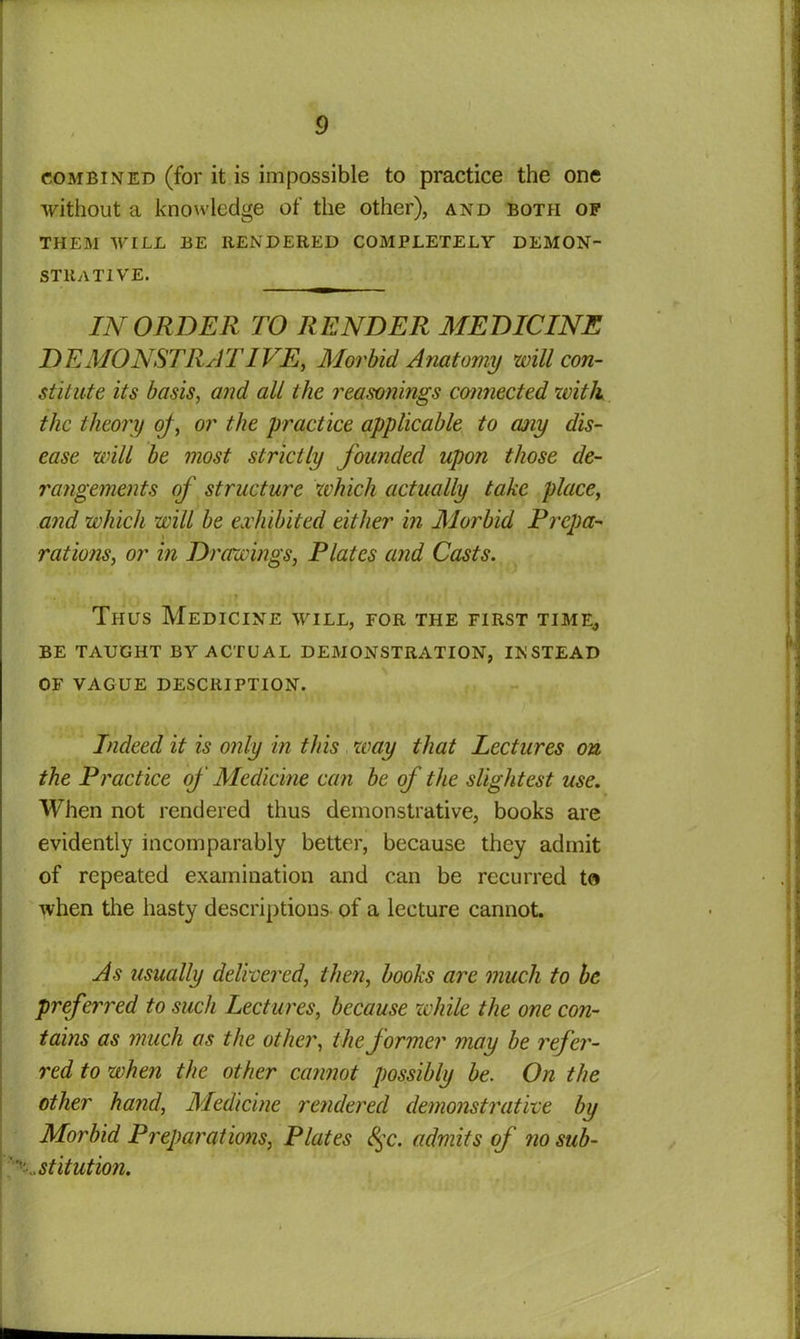 9
COMBINED (for it is impossible to practice the one
without a knowledge of the other), AND BOTH OF
THEM WILL BE RENDERED COMPLETELY DEMON-
STRATIVE.
IN ORDER TO RENDER MEDICINE
DEMONSTRATIVE, Morbid Anatomy will con-
stitute its basis, and all the reasonings connected with
the theory of, or the practice applicable to any dis-
ease will be most strictly founded upon those de-
rangements of structure which actually take place,
and which will be exhibited either in Morbid Prepa-
rations, or in Drawings, Plates and Casts.
THUS MEDICINE WILL, FOR THE FIRST TIME,
BE TAUGHT BY ACTUAL DEMONSTRATION, INSTEAD
OF VAGUE DESCRIPTION.
Indeed it is only in this way that Lectures on
the Practice of Medicine can be of the slightest use.
When not rendered thus demonstrative, books are
evidently incomparably better, because they admit
of repeated examination and can be recurred to
when the hasty descriptions of a lecture cannot.
As usually delivered, then, books are much to be
preferred to such Lectures, because while the one con-
tains as much as the other, the former may be refer-
red to when the other cannot possibly be. On the
other hand, Medicine rendered demonstrative by
Morbid Preparations, Plates &c. admits of no sub-
stitution.